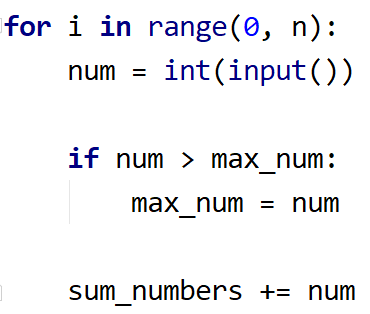 for i in range(0, n):
    num = int(input())
    if num > max_num:
        max_num = num
    sum_numbers += num